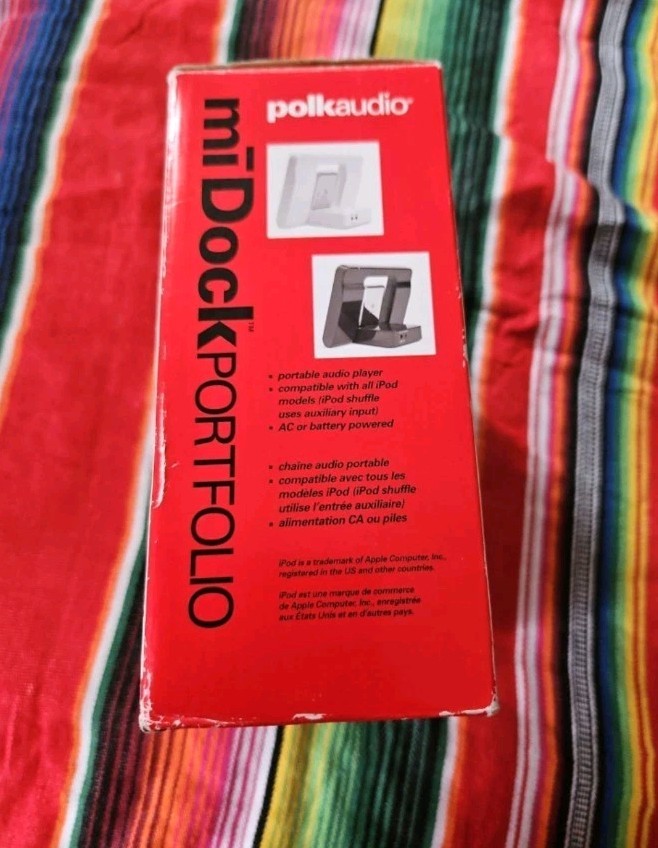 polkaudio®
miDock™PORTFOLIO
• portable audio player
• compatible with all iPod
models (iPod shuffle
uses auxiliary input)
• AC or battery powered
• chaîne audio portable
• compatible avec tous les
modèles iPod (iPod shuffle
utilise l'entrée auxiliaire)
• alimentation CA ou piles
iPod is a trademark of Apple Computer, Inc.,
registered in the US and other countries.
iPod est une marque de commerce
de Apple Computer, Inc., enregistrée
aux États Unis et en d'autres pays.